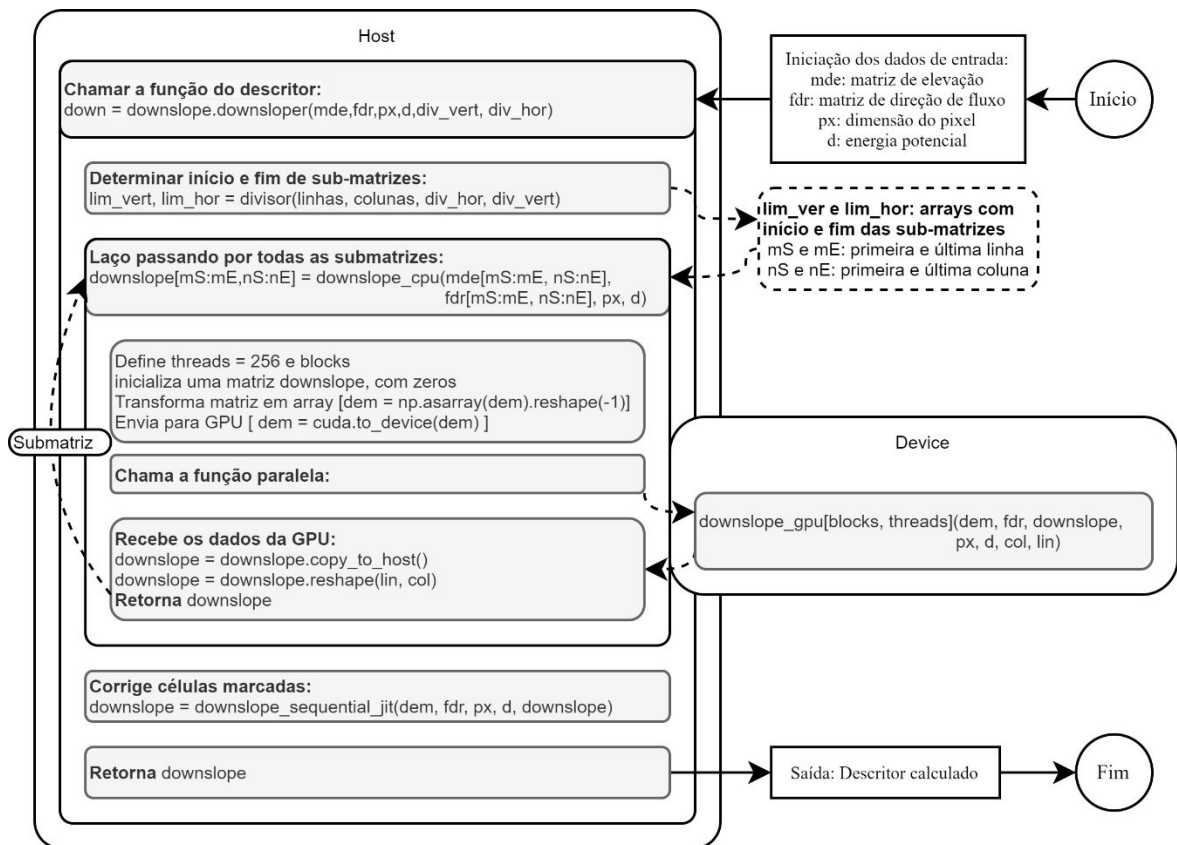 Host
Iniciação dos dados de entrada:
mde: matriz de elevação
fdr: matriz de direção de fluxo
px: dimensão do pixel
d: energia potencial
Início
Chamar a função do descritor:
down = downslope.downsloper(mde,fdr,px,d,div_vert, div_hor)
Determinar início e fim de sub-matrizes:
lim_vert, lim_hor = divisor(linhas, colunas, div_hor, div_vert)
lim_ver e lim_hor: arrays com
início e fim das sub-matrizes
mS e mE: primeira e última linha
nS e nE: primeira e última coluna
Laço passando por todas as submatrizes:
downslope[mS:mE,nS:nE] = downslope_cpu(mde[mS:mE, nS:nE],
fdr[mS:mE, nS:nE], px, d)
Define threads = 256 e blocks
inicializa uma matriz downslope, com zeros
Transforma matriz em array [dem = np.asarray(dem).reshape(-1)]
Envia para GPU [ dem = cuda.to_device(dem) ]
Submatriz
Chama a função paralela:
Device
downslope_gpu[blocks, threads](dem, fdr, downslope,
px, d, col, lin)
Recebe os dados da GPU:
downslope = downslope.copy_to_host()
downslope = downslope.reshape(lin, col)
Retorna downslope
Corrige células marcadas:
downslope = downslope_sequential_jit(dem, fdr, px, d, downslope)
Retorna downslope
Saída: Descritor calculado
Fim